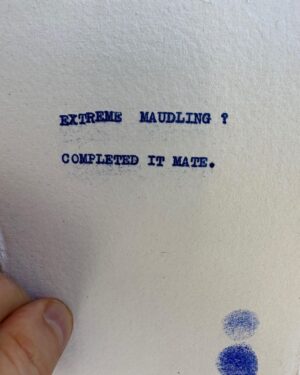 EXTREME MAUDLING ?
COMPLETED IT MATE.